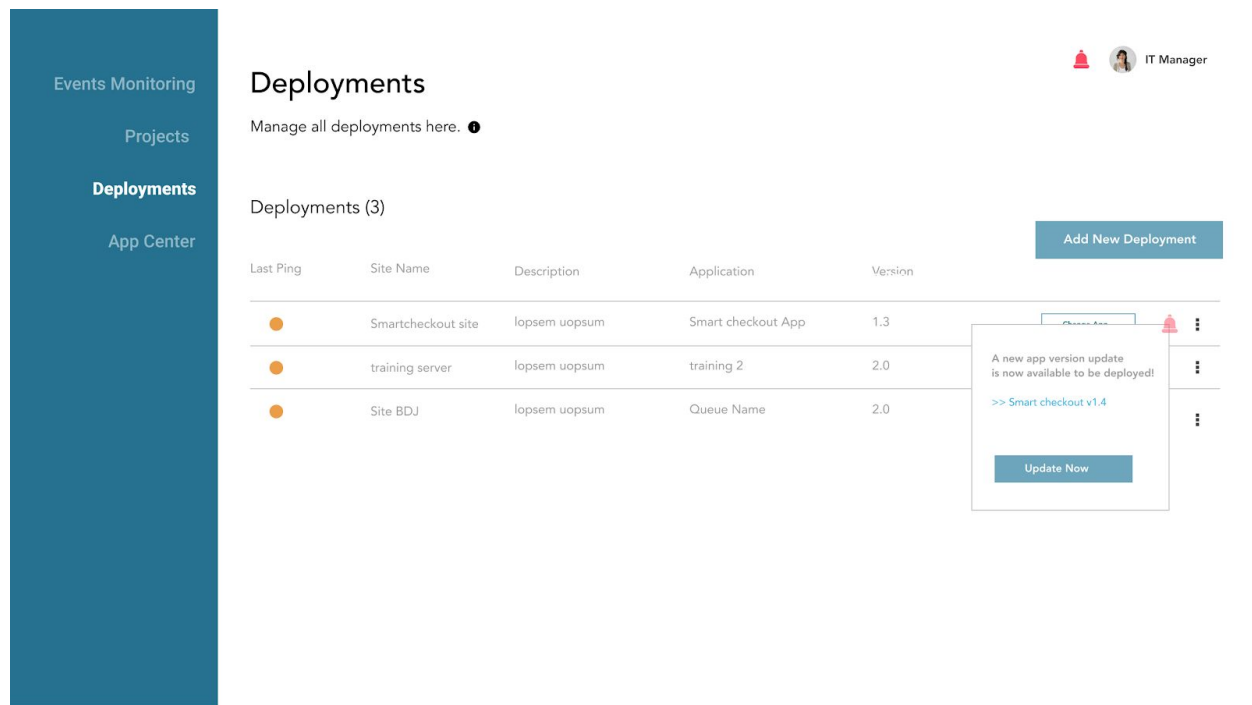 IT Manager
Events Monitoring
Projects
Deployments
App Center
Deployments
Manage all deployments here.
Deployments (3)
Add New Deployment
Last Ping Site Name Description Application Version
Smartcheckout site lopsem uopsum Smart checkout App 1.3
training server lopsem uopsum training 2 2.0
Site BDJ lopsem uopsum Queue Name 2.0
A new app version update
is now available to be deployed!
>> Smart checkout v1.4
Update Now